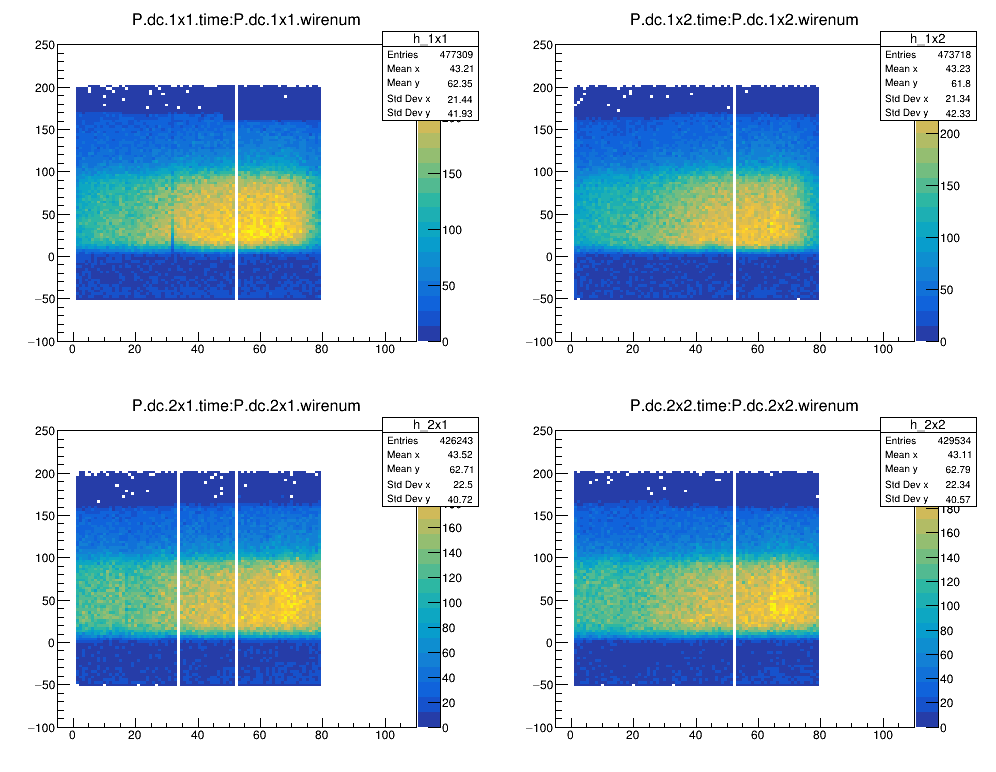 P.dc.1x1.time:P.dc.1x1.wirenum
h_1x1
Entries 477309
Mean x 43.21
Mean y 62.35
Std Dev x 21.44
Std Dev y 41.93
250
200
150
100
50
0
−50
−100
0 20 40 60 80 100
150
100
50
0
P.dc.1x2.time:P.dc.1x2.wirenum
h_1x2
Entries 473718
Mean x 43.23
Mean y 61.8
Std Dev x 21.34
Std Dev y 42.33
250
200
150
100
50
0
−50
−100
0 20 40 60 80 100
200
150
100
50
0
P.dc.2x1.time:P.dc.2x1.wirenum
h_2x1
Entries 426243
Mean x 43.52
Mean y 62.71
Std Dev x 22.5
Std Dev y 40.72
250
200
150
100
50
0
−50
−100
0 20 40 60 80 100
160
140
120
100
80
60
40
20
0
P.dc.2x2.time:P.dc.2x2.wirenum
h_2x2
Entries 429534
Mean x 43.11
Mean y 62.79
Std Dev x 22.34
Std Dev y 40.57
250
200
150
100
50
0
−50
−100
0 20 40 60 80 100
180
160
140
120
100
80
60
40
20
0